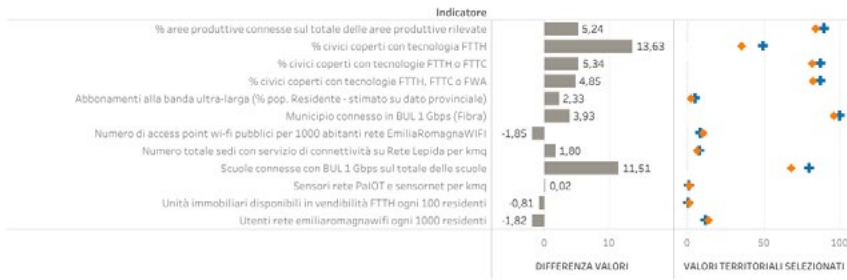 Indicatore
% aree produttive connesse sul totale delle aree produttive rilevate 5,24
% civici coperti con tecnologia FTTH 13,63
% civici coperti con tecnologie FTTH o FTTC 5,34
% civici coperti con tecnologie FTTH, FTTC o FWA 4,85
Abbonamenti alla banda ultra-larga (% pop. Residente - stimato su dato provinciale) 2,33
Municipio connesso in BUL 1 Gbps (Fibra) 3,93
Numero di access point wi-fi pubblici per 1000 abitanti rete EmiliaRomagnaWIFI -1,85
Numero totale sedi con servizio di connettività su Rete Lepida per kmq 1,80
Scuole connesse con BUL 1 Gbps sul totale delle scuole 11,51
Sensori rete PaIOT e sensornet per kmq 0,02
Unità immobiliari disponibili in vendibilità FTTH ogni 100 residenti -0,81
Utenti rete emiliaromagnawifi ogni 1000 residenti -1,82
0 10 0 50 100
DIFFERENZA VALORI VALORI TERRITORIALI SELEZIONATI